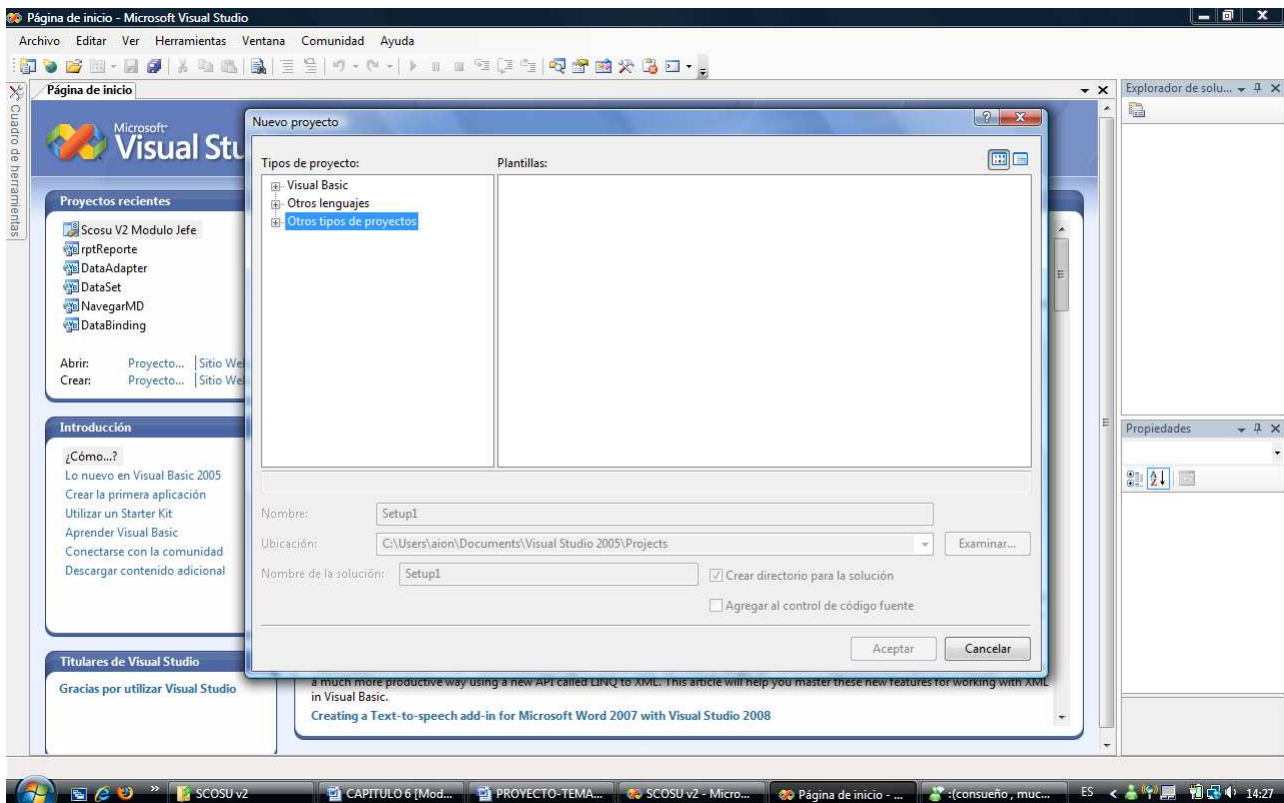 Página de inicio - Microsoft Visual Studio
Archivo Editar Ver Herramientas Ventana Comunidad Ayuda
Cuadro de herramientas
Página de inicio
Explorador de solu...
Microsoft
Visual Stu
Proyectos recientes
Scosu V2 Modulo Jefe
rptReporte
DataAdapter
DataSet
NavegarMD
DataBinding
Abrir: Proyecto... | Sitio We
Crear: Proyecto... | Sitio We
Introducción
¿Cómo...?
Lo nuevo en Visual Basic 2005
Crear la primera aplicación
Utilizar un Starter Kit
Aprender Visual Basic
Conectarse con la comunidad
Descargar contenido adicional
Titulares de Visual Studio
Gracias por utilizar Visual Studio
Nuevo proyecto
Tipos de proyecto: Plantillas:
Visual Basic
Otros lenguajes
Otros tipos de proyectos
Nombre: Setup1
Ubicación: C:\Users\aion\Documents\Visual Studio 2005\Projects Examinar...
Nombre de la solución: Setup1 Crear directorio para la solución
Agregar al control de código fuente
Aceptar Cancelar
a much more productive way using a new API called LINQ to XML. This article will help you master these new features for working with XML
in Visual Basic.
Creating a Text-to-speech add-in for Microsoft Word 2007 with Visual Studio 2008
Propiedades
SCOSU v2 CAPITULO 6 [Mod... PROYECTO-TEMA... SCOSU v2 - Micro... Página de inicio - ... :(consueño , muc... ES 14:27